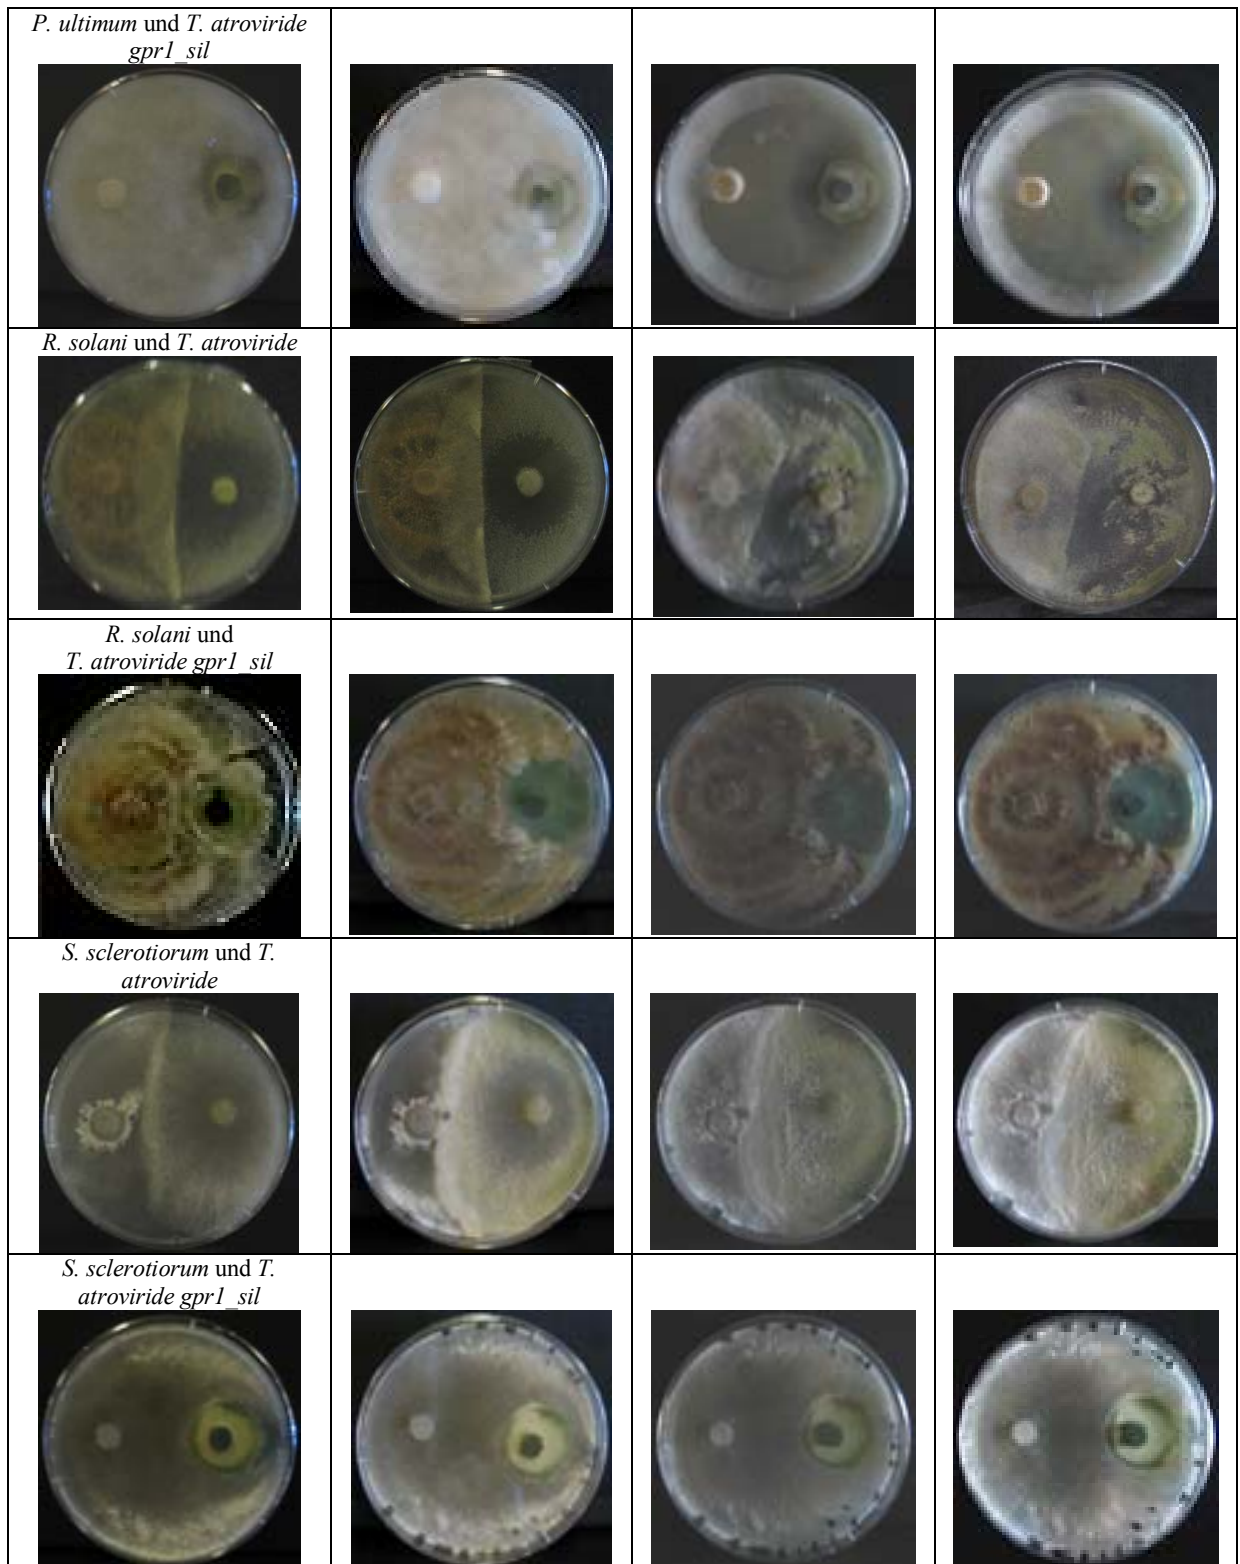 P. ultimum und T. atroviride
gpr1_sil
R. solani und T. atroviride
R. solani und
T. atroviride gpr1_sil
S. sclerotiorum und T.
atroviride
S. sclerotiorum und T.
atroviride gpr1_sil